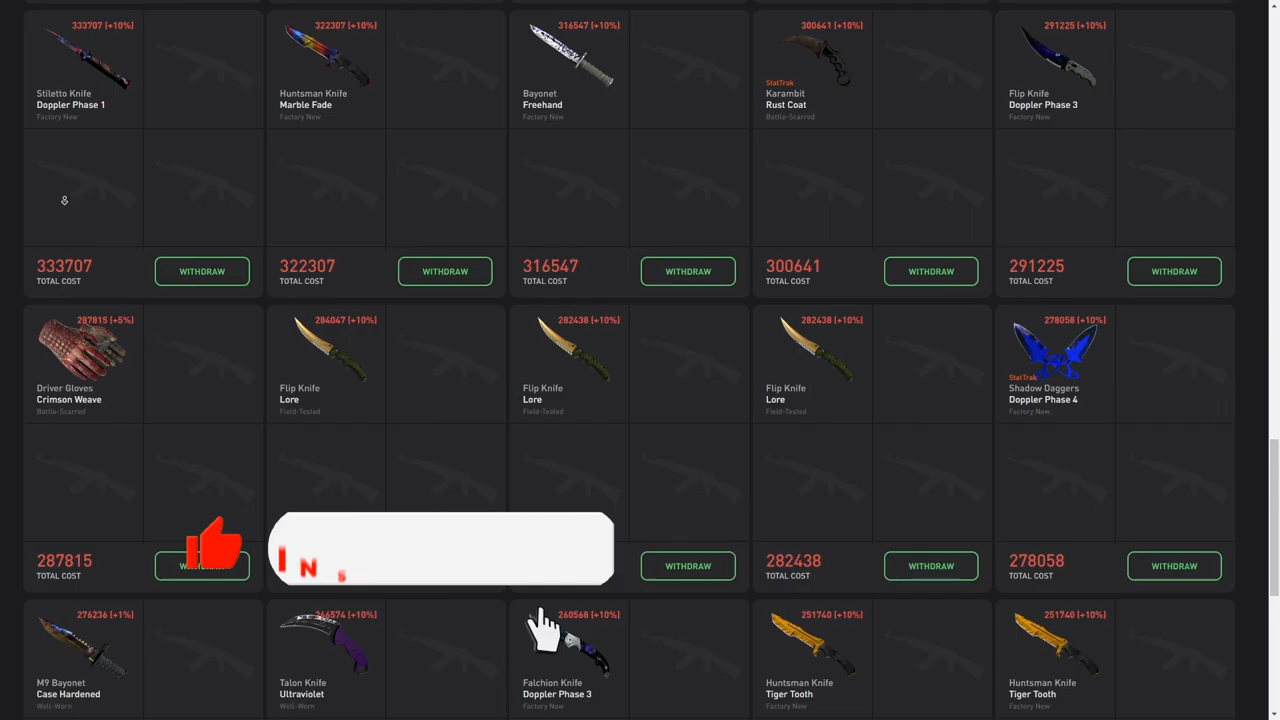 333707 (+10%)
Stiletto Knife
Doppler Phase 1
Factory New
322307 (+10%)
Huntsman Knife
Marble Fade
Factory New
316547 (+10%)
Bayonet
Freehand
Factory New
300641 (+10%)
StatTrak
Karambit
Rust Coat
Battle-Scarred
291225 (+10%)
Flip Knife
Doppler Phase 3
Factory New
333707
TOTAL COST
WITHDRAW
322307
TOTAL COST
WITHDRAW
316547
TOTAL COST
WITHDRAW
300641
TOTAL COST
WITHDRAW
291225
TOTAL COST
WITHDRAW
287815 (+5%)
Driver Gloves
Crimson Weave
Battle-Scarred
284047 (+10%)
Flip Knife
Lore
Field-Tested
282438 (+10%)
Flip Knife
Lore
Field-Tested
282438 (+10%)
Flip Knife
Lore
Field-Tested
278058 (+10%)
StatTrak
Shadow Daggers
Doppler Phase 4
Factory New
287815
TOTAL COST
I N S
WITHDRAW
282438
TOTAL COST
WITHDRAW
278058
TOTAL COST
WITHDRAW
276236 (+1%)
M9 Bayonet
Case Hardened
Well-Worn
266574 (+10%)
Talon Knife
Ultraviolet
Well-Worn
260568 (+10%)
Falchion Knife
Doppler Phase 3
Factory New
251740 (+10%)
Huntsman Knife
Tiger Tooth
Factory New
251740 (+10%)
Huntsman Knife
Tiger Tooth
Factory New